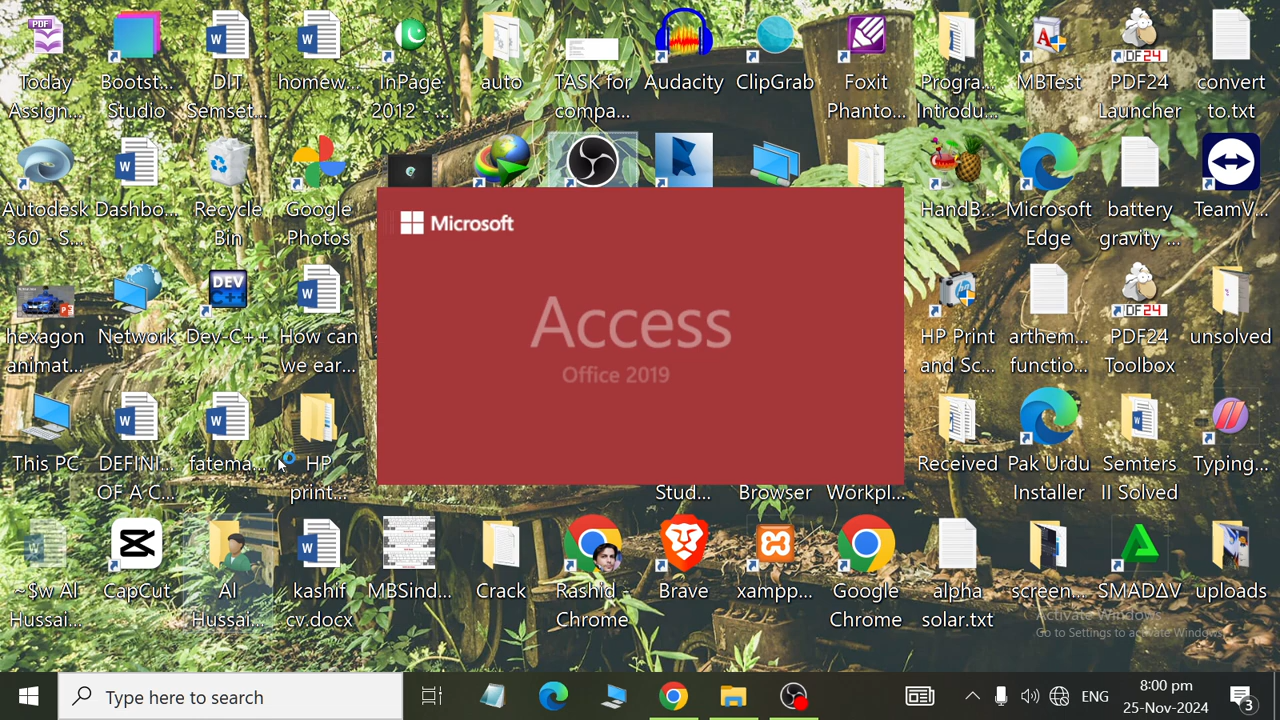 PDF
Today Assign...
Bootst... Studio
DIT Semset...
homew...
InPage 2012 ...
auto
TASK for compa...
Audacity
ClipGrab
Foxit Phanto...
Progra... Introdu...
MBTest
PDF24 Launcher
convert to.txt
Autodesk 360 - S...
Dashbo...
Recycle Bin
Google Photos
HandB...
Microsoft Edge
battery gravity ...
TeamV...
Microsoft
Access
Office 2019
hexagon animat...
Network
DEV C++
Dev-C++
How can we ear...
HP Print and Sc...
arthem... functio...
PDF24 Toolbox
unsolved
This PC
DEFINI... OF A C...
fatema...
HP print...
Stud...
Browser
Workpl...
Received
Pak Urdu Installer
Semters II Solved
Typing...
~$w Al Hussai...
CapCut
Al Hussai...
kashif cv.docx
MBSind...
Crack
Rashid - Chrome
Brave
xampp...
Google Chrome
alpha solar.txt
screen...
SMADAV
uploads
Activate Windows
Go to Settings to activate Windows.
Type here to search
ENG
8:00 pm
25-Nov-2024
3